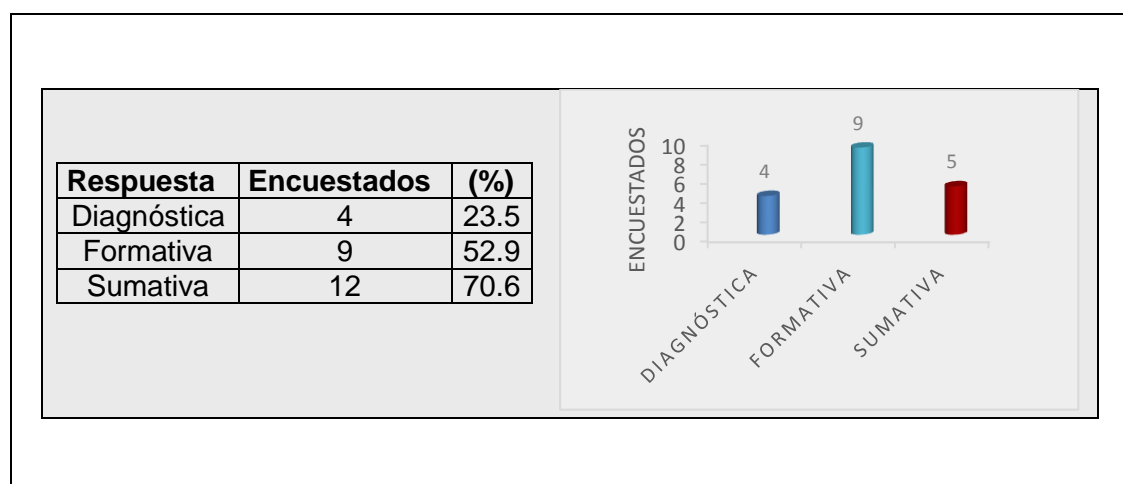 Respuesta Encuestados (%)
Diagnóstica 4 23.5
Formativa 9 52.9
Sumativa 12 70.6
ENCUESTADOS
10
8
6
4
2
0
4
9
5
DIAGNÓSTICA
FORMATIVA
SUMATIVA